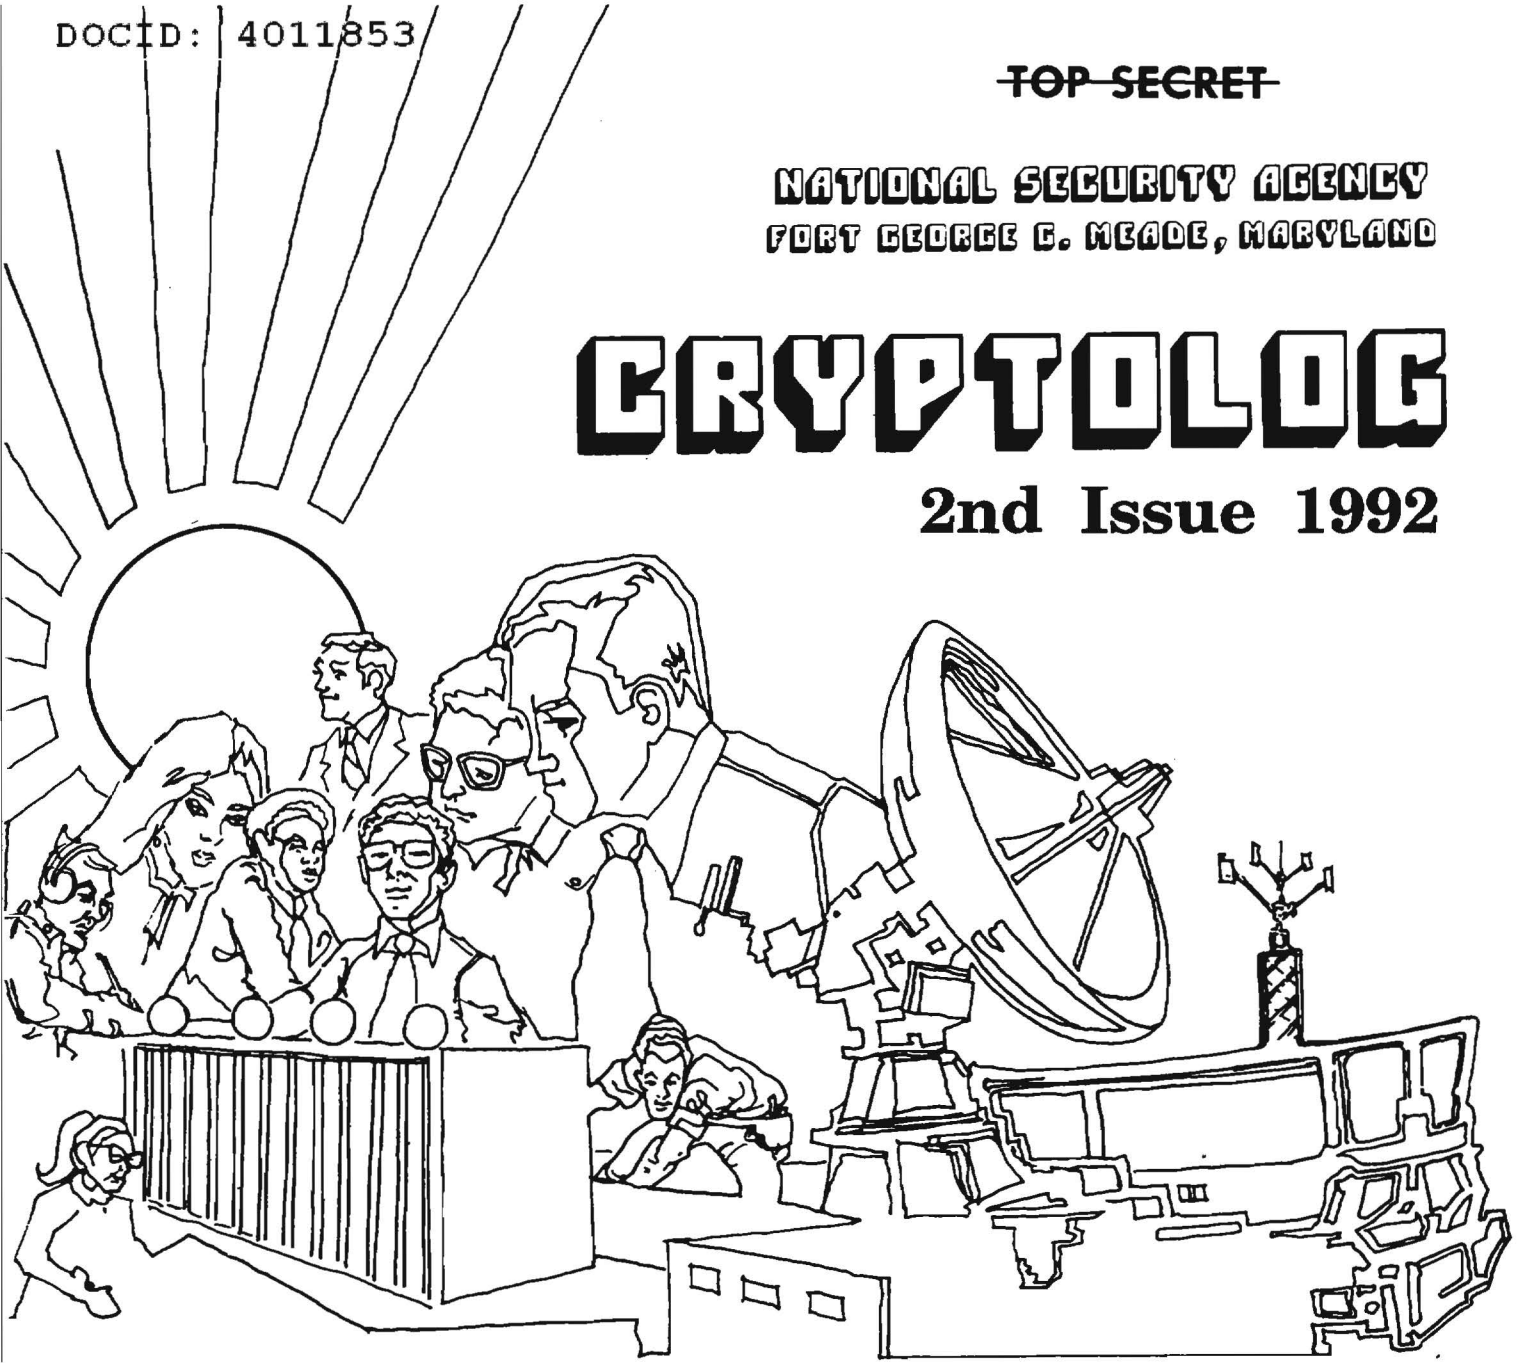 DOCID: 4011853
TOP SECRET
NATIONAL SECURITY AGENCY
FORT GEORGE G. MEADE, MARYLAND
CRYPTOLOG
2nd Issue 1992